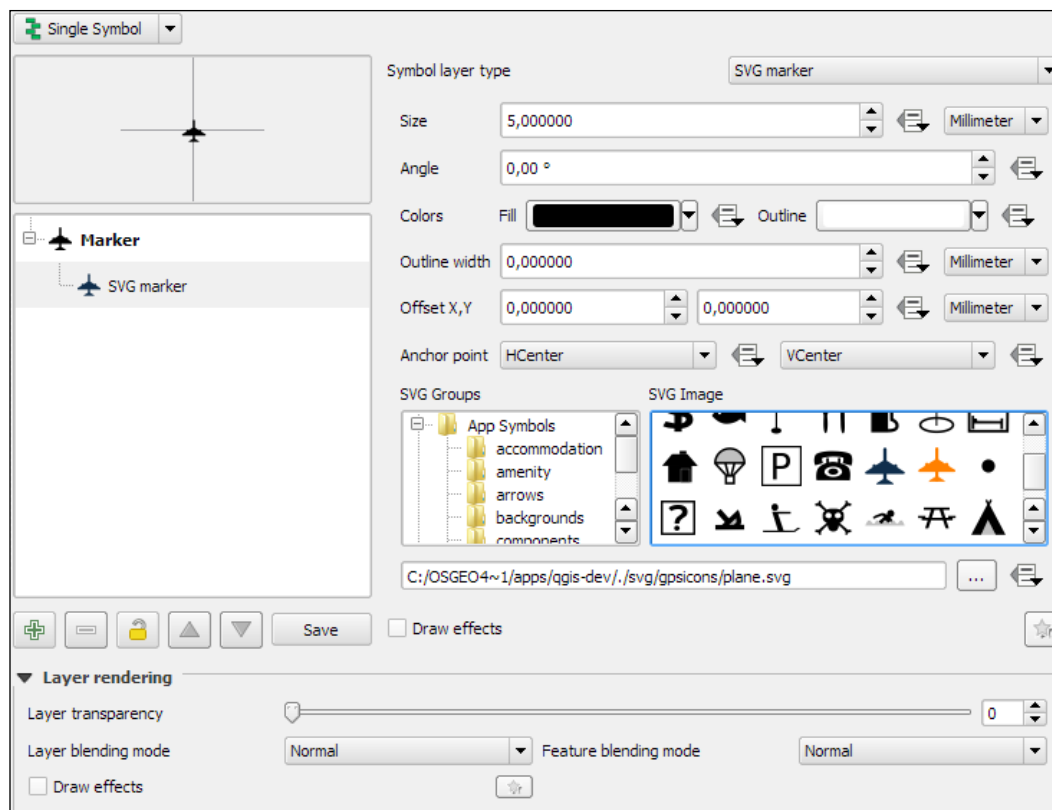 Single Symbol
Symbol layer type SVG marker
Size 5,000000 Millimeter
Angle 0,00 °
Colors Fill Outline
Marker
SVG marker
Outline width 0,000000 Millimeter
Offset X,Y 0,000000 0,000000 Millimeter
Anchor point HCenter VCenter
SVG Groups SVG Image
App Symbols
accommodation
amenity
arrows
backgrounds
components
P
?
C:/OSGEO4~1/apps/qgis-dev/./svg/gpsicons/plane.svg ...
Save Draw effects
Layer rendering
Layer transparency 0
Layer blending mode Normal Feature blending mode Normal
Draw effects